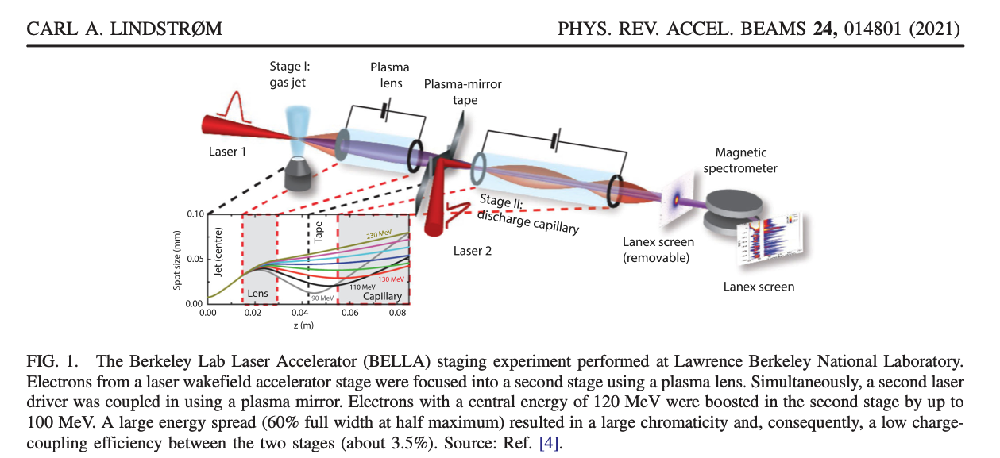 CARL A. LINDSTRØM
PHYS. REV. ACCEL. BEAMS 24, 014801 (2021)
Stage I:
gas jet
Plasma
lens
Plasma-mirror
tape
Laser 1
Magnetic
spectrometer
Stage II:
discharge capillary
Laser 2
Lanex screen
(removable)
Lanex screen
0.10
0.05
0.00
Spot size (mm)
Jet (centre)
Lens
Tape
230 MeV
130 MeV
110 MeV
90 MeV
Capillary
0.00
0.02
0.04
0.06
0.08
z (m)
FIG. 1. The Berkeley Lab Laser Accelerator (BELLA) staging experiment performed at Lawrence Berkeley National Laboratory.
Electrons from a laser wakefield accelerator stage were focused into a second stage using a plasma lens. Simultaneously, a second laser
driver was coupled in using a plasma mirror. Electrons with a central energy of 120 MeV were boosted in the second stage by up to
100 MeV. A large energy spread (60% full width at half maximum) resulted in a large chromaticity and, consequently, a low charge-
coupling efficiency between the two stages (about 3.5%). Source: Ref. [4].